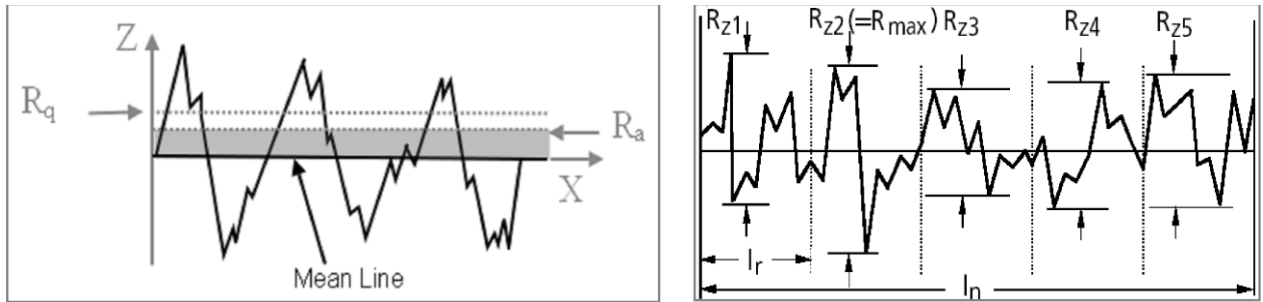 Z
Rq
Ra
X
Mean Line
Rz1 Rz2 (=Rmax) Rz3 Rz4 Rz5
lr
ln